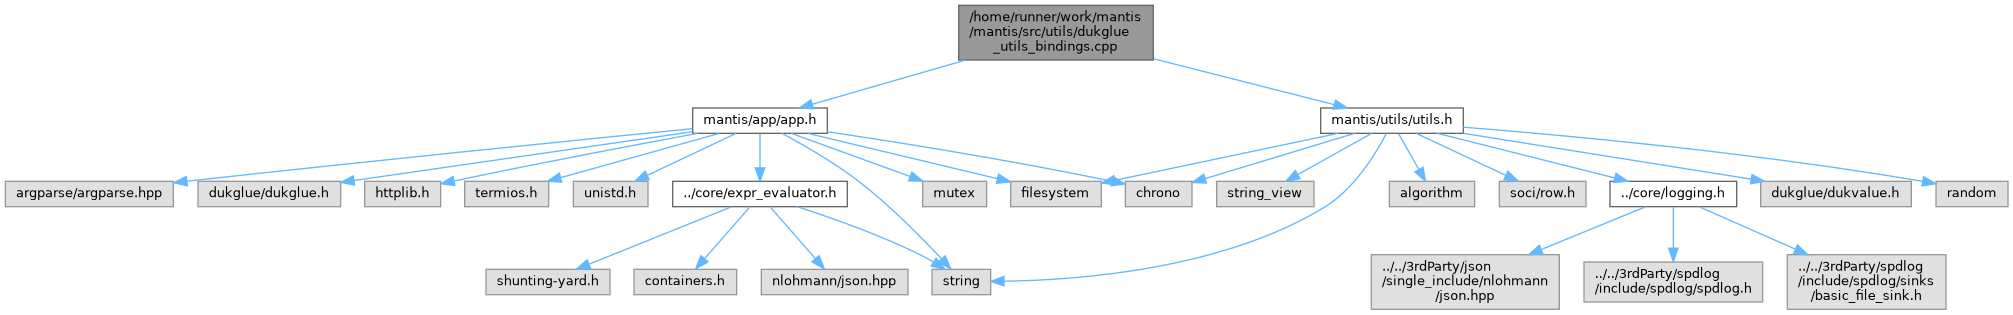 /home/runner/work/mantis
/mantis/src/utils/dukglue
_utils_bindings.cpp
mantis/app/app.h
mantis/utils/utils.h
argparse/argparse.hpp
dukglue/dukglue.h
httplib.h
termios.h
unistd.h
../core/expr_evaluator.h
mutex
filesystem
chrono
string_view
algorithm
soci/row.h
../core/logging.h
dukglue/dukvalue.h
random
shunting-yard.h
containers.h
nlohmann/json.hpp
string
../../3rdParty/json
/single_include/nlohmann
/json.hpp
../../3rdParty/spdlog
/include/spdlog/spdlog.h
../../3rdParty/spdlog
/include/spdlog/sinks
/basic_file_sink.h